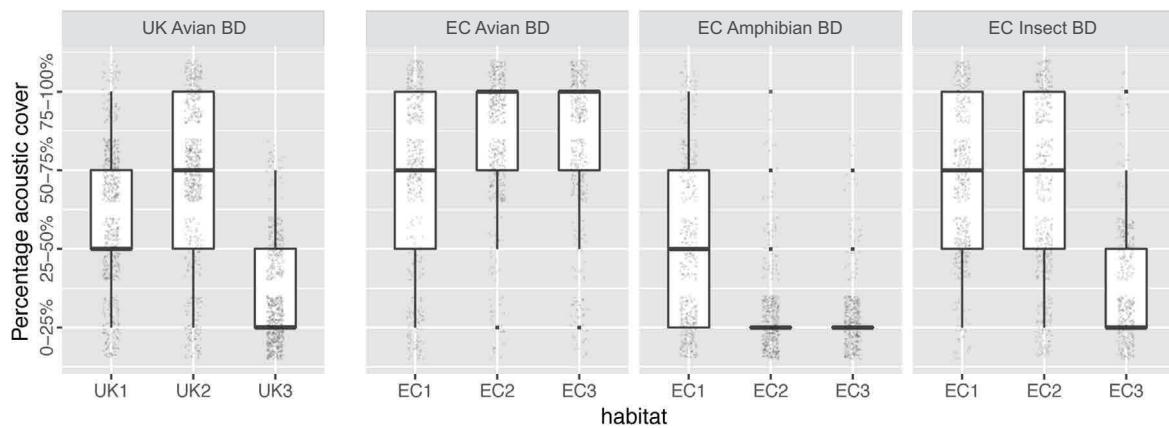 UK Avian BD
EC Avian BD
EC Amphibian BD
EC Insect BD
Percentage acoustic cover
75–100%
50–75%
25–50%
0–25%
UK1 UK2 UK3
EC1 EC2 EC3
EC1 EC2 EC3
EC1 EC2 EC3
habitat